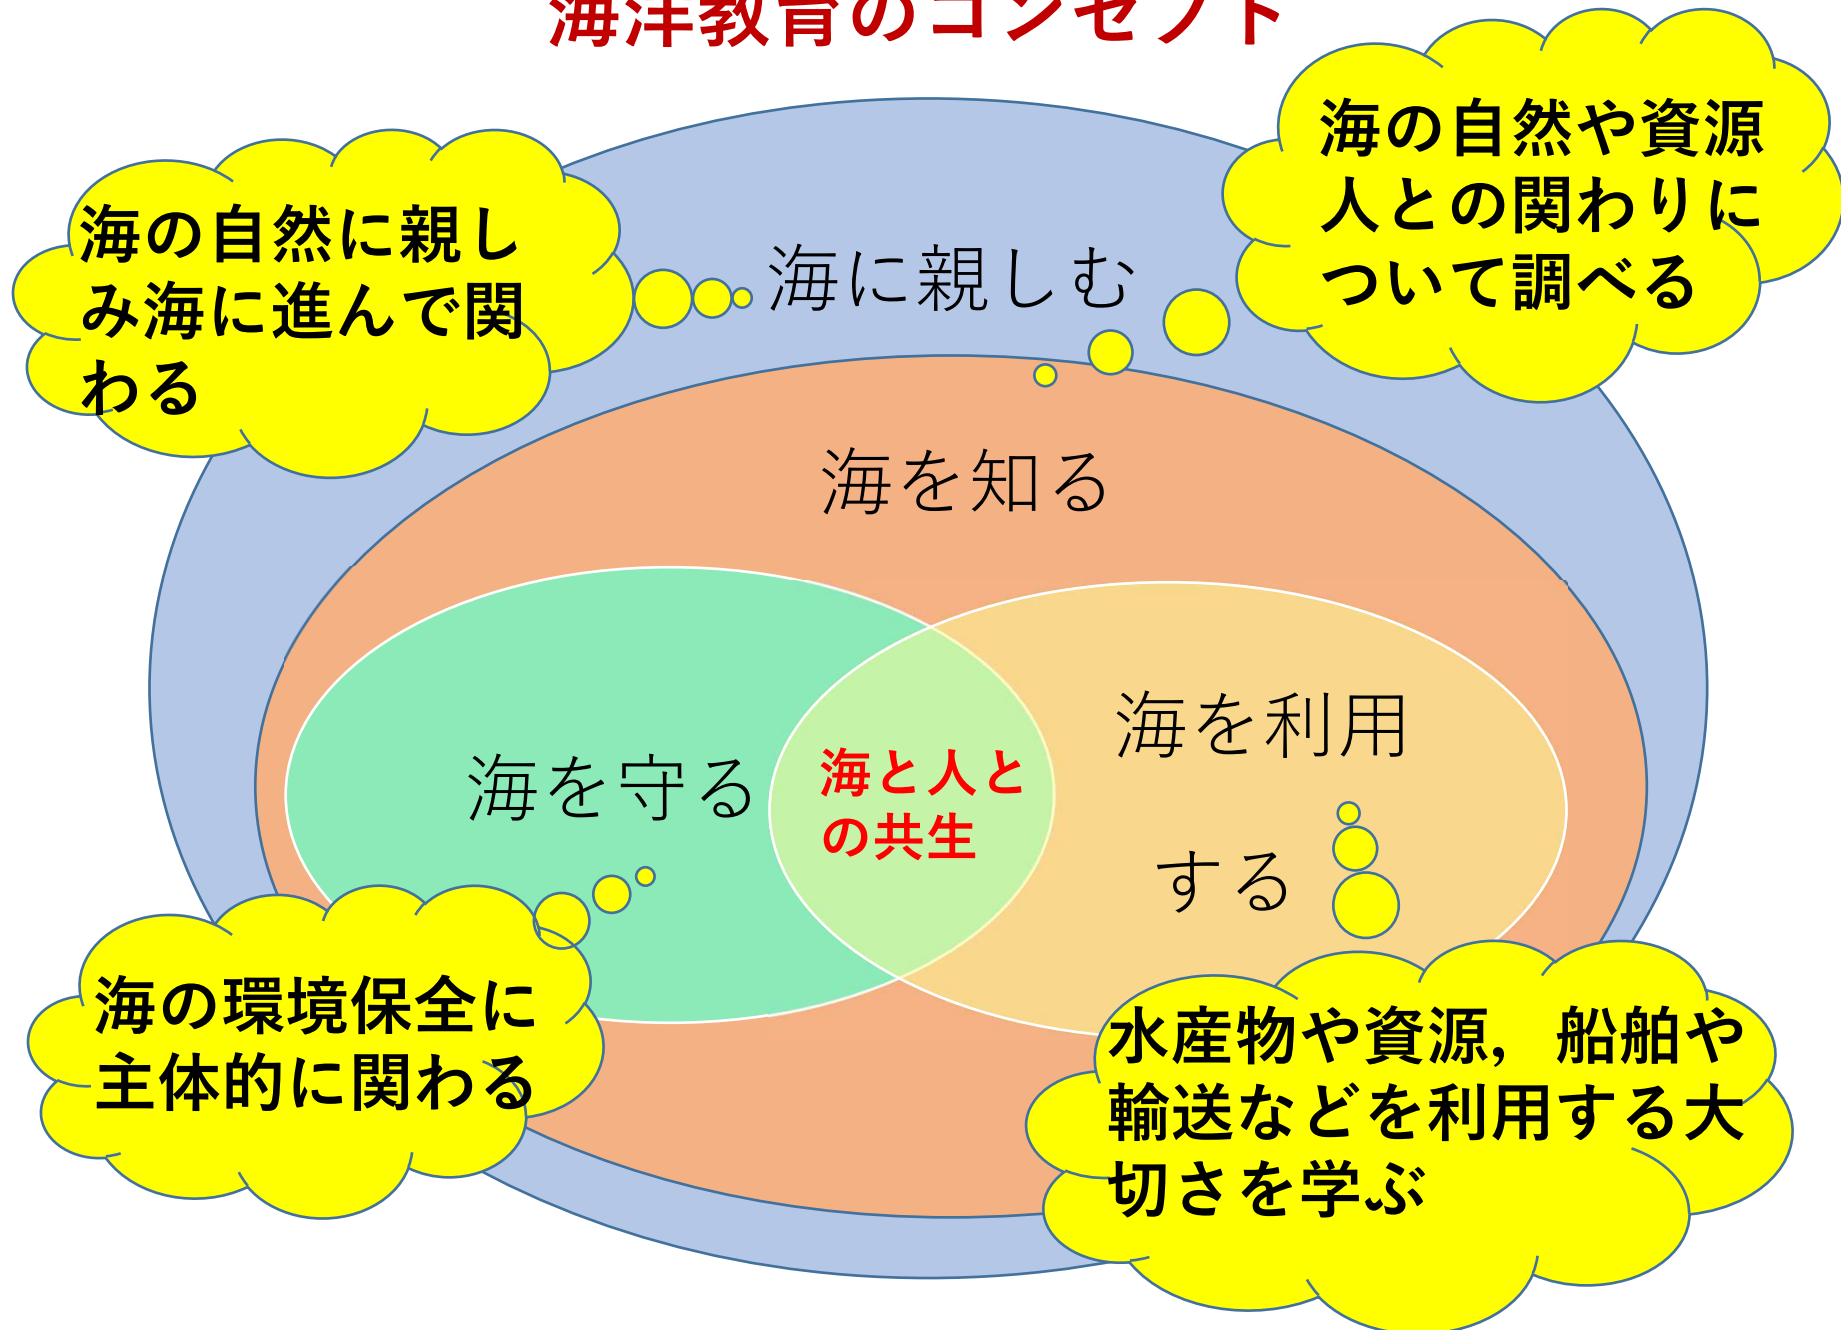 海洋教育のコンセプト
海の自然に親し
み海に進んで関
わる
海の自然や資源
人との関わりに
ついて調べる
海に親しむ
海を知る
海を守る
海と人と
の共生
海を利用
する
海の環境保全に
主体的に関わる
水産物や資源，船舶や
輸送などを利用する大
切さを学ぶ